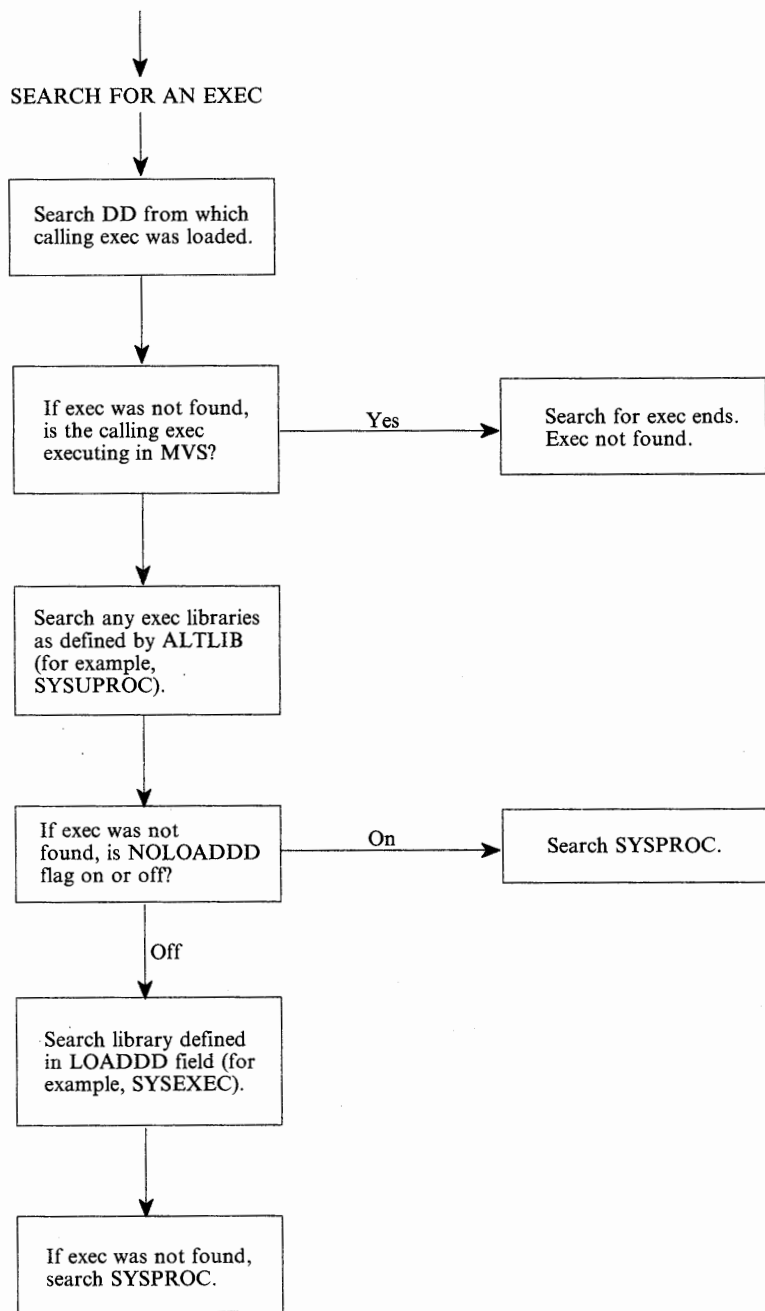 SEARCH FOR AN EXEC
Search DD from which
calling exec was loaded.
If exec was not found,
is the calling exec
executing in MVS?
Yes
Search for exec ends.
Exec not found.
Search any exec libraries
as defined by ALTLIB
(for example,
SYSUPROC).
If exec was not
found, is NOLOADDD
flag on or off?
On
Search SYSPROC.
Off
Search library defined
in LOADDD field (for
example, SYSEXEC).
If exec was not found,
search SYSPROC.